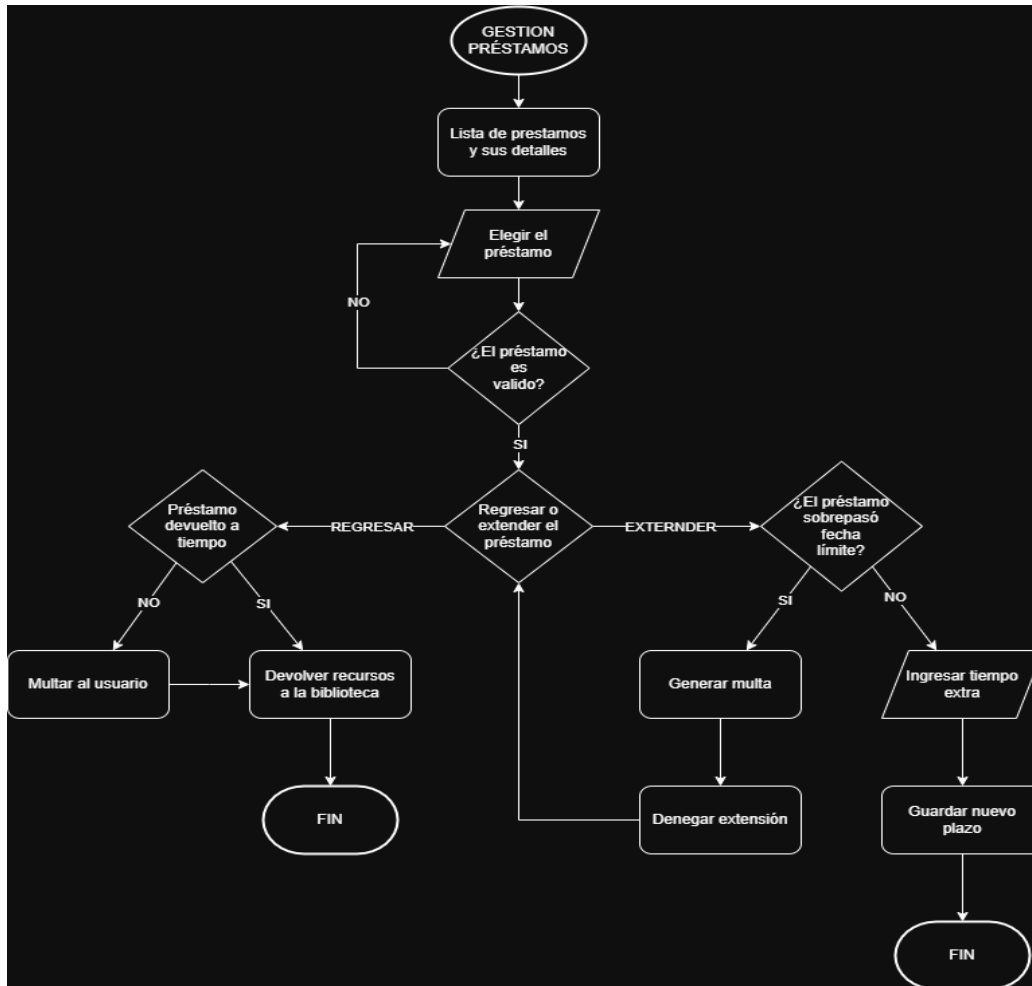 GESTION
PRÉSTAMOS
Lista de prestamos
y sus detalles
Elegir el
préstamo
NO
¿El préstamo
es
valido?
SI
Préstamo
devuelto a
tiempo
REGRESAR
Regresar o
extender el
préstamo
EXTERNDER
¿El préstamo
sobrepasó
fecha
límite?
NO
SI
SI
NO
Multar al usuario
Devolver recursos
a la biblioteca
Generar multa
Ingresar tiempo
extra
FIN
Denegar extensión
Guardar nuevo
plazo
FIN